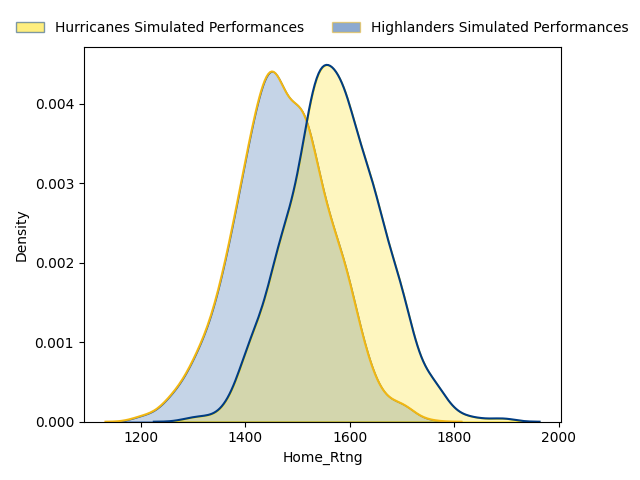 Hurricanes Simulated Performances Highlanders Simulated Performances
0.004
0.003
0.002
0.001
0.000
Density
1200 1400 1600 1800 2000
Home_Rtng